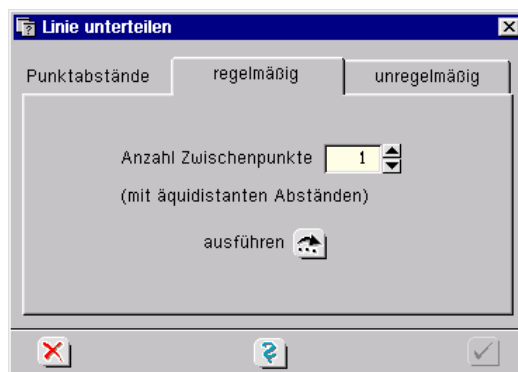 Linie unterteilen
Punktabstände regelmäßig unregelmäßig
Anzahl Zwischenpunkte 1
(mit äquidistanten Abständen)
ausführen